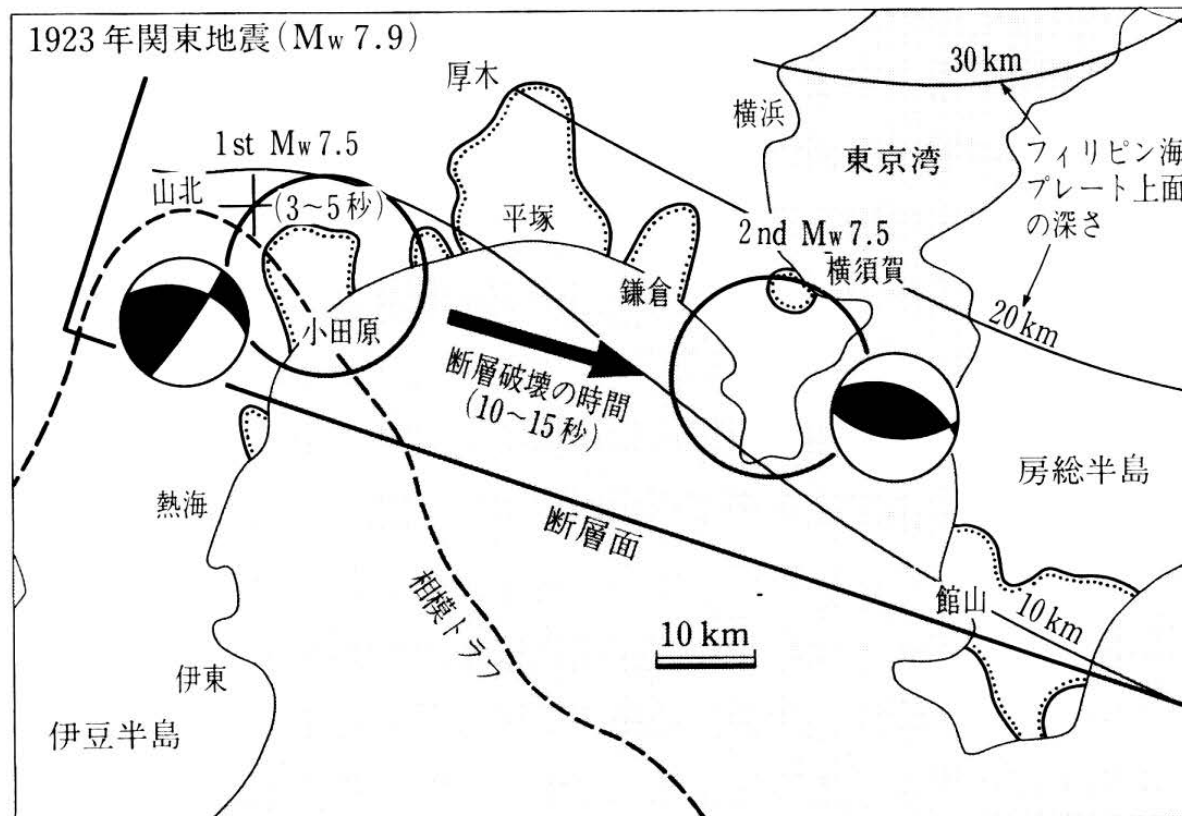 1923年関東地震(Mw 7.9)
30 km
厚木
横浜
1st Mw 7.5
東京湾
フィリピン海
プレート上面
の深さ
山北
(3～5秒)
平塚
2nd Mw 7.5
横須賀
鎌倉
小田原
20 km
断層破壊の時間
(10～15秒)
房総半島
熱海
断層面
相模トラフ
館山
10 km
10 km
伊東
伊豆半島